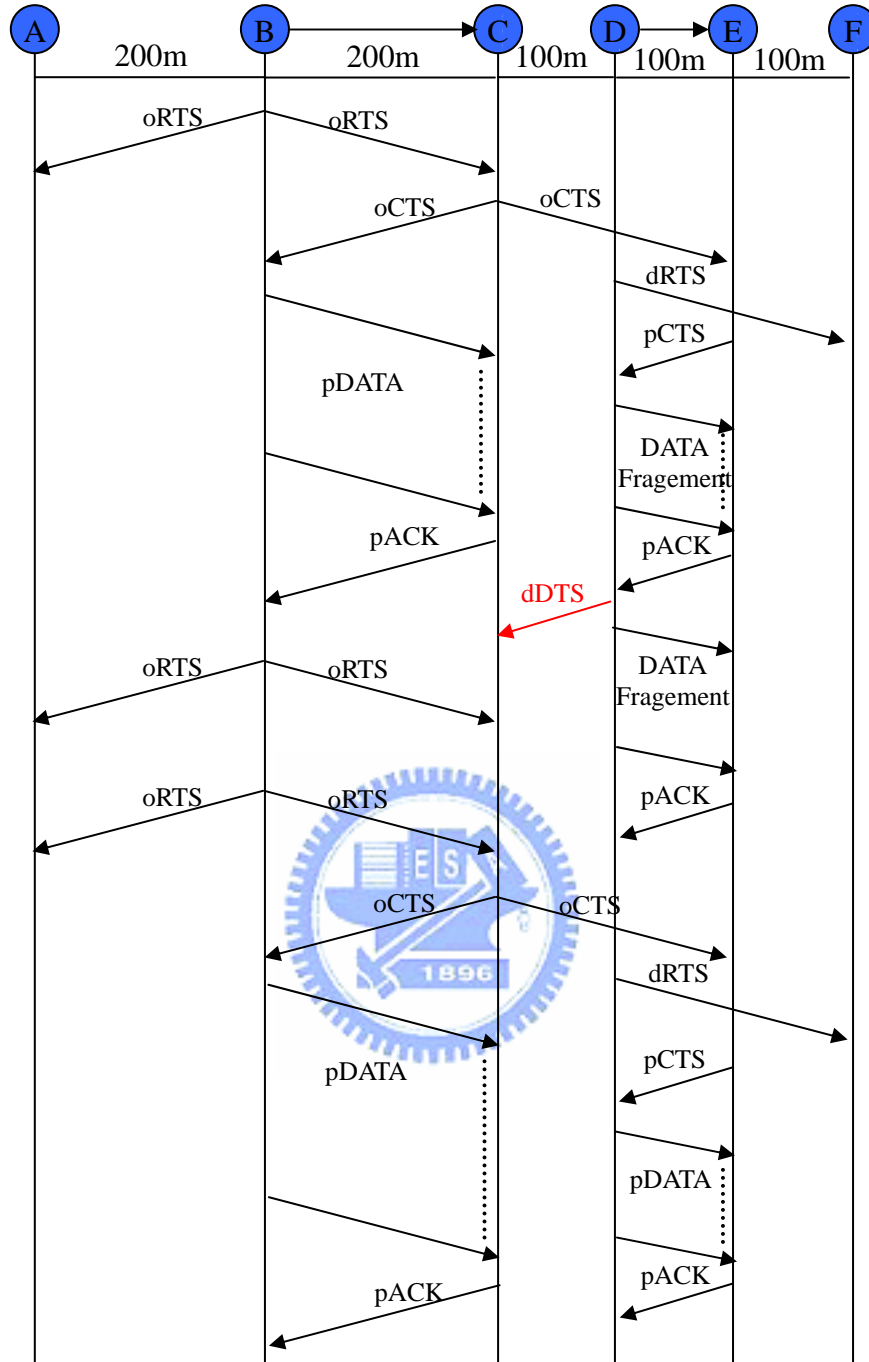 A B C D E F
200m 200m 100m 100m 100m
oRTS oRTS
oCTS oCTS
dRTS
pCTS
pDATA
DATA
Fragement
pACK pACK
dDTS
oRTS oRTS DATA
Fragement
oRTS oRTS pACK
ES
oCTS oCTS
1896
dRTS
pDATA pCTS
pDATA
pACK pACK